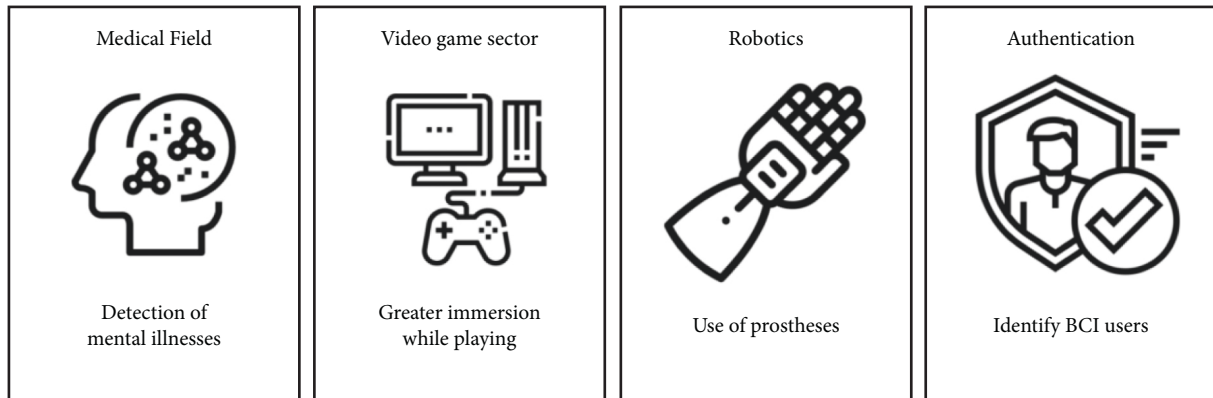 Medical Field
Detection of
mental illnesses
Video game sector
Greater immersion
while playing
Robotics
Use of prostheses
Authentication
Identify BCI users